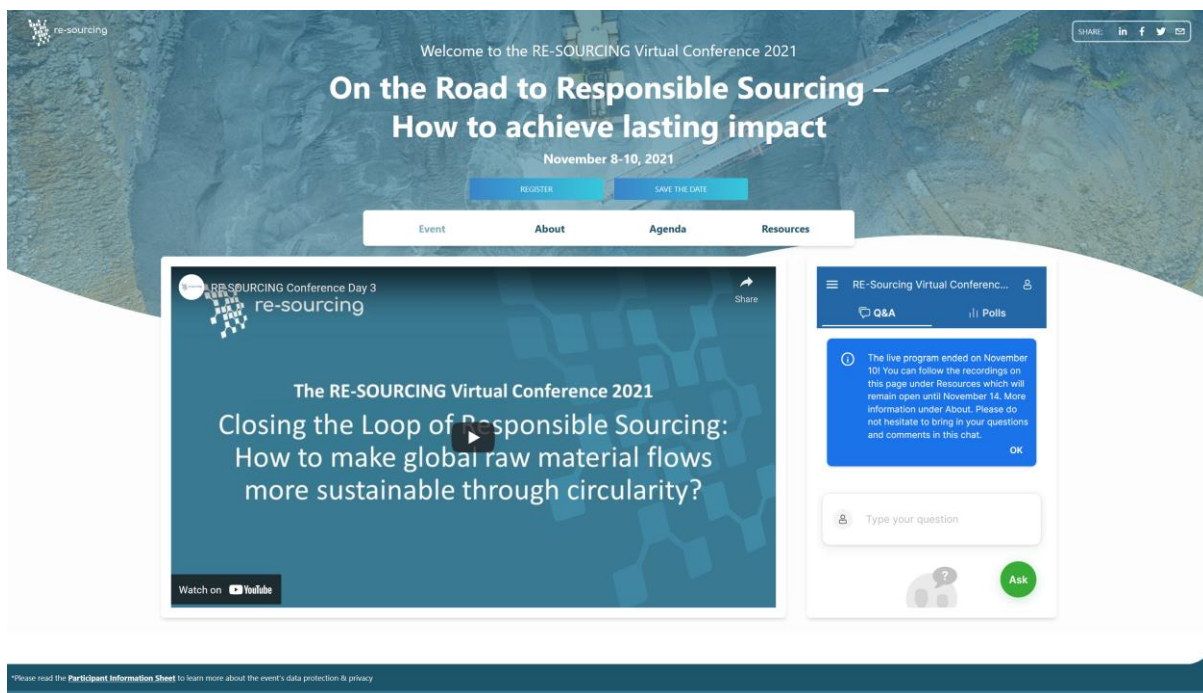 re-sourcing
SHARE:
Welcome to the RE-SOURCING Virtual Conference 2021
On the Road to Responsible Sourcing –
How to achieve lasting impact
November 8-10, 2021
REGISTER
SAVE THE DATE
Event
About
Agenda
Resources
RE-SOURCING Conference Day 3
Share
re-sourcing
The RE-SOURCING Virtual Conference 2021
Closing the Loop of Responsible Sourcing:
How to make global raw material flows
more sustainable through circularity?
Watch on YouTube
RE-Sourcing Virtual Conferenc...
Q&A
Polls
The live program ended on November
10! You can follow the recordings on
this page under Resources which will
remain open until November 14. More
information under About. Please do
not hesitate to bring in your questions
and comments in this chat.
OK
Type your question
Ask
*Please read the Participant Information Sheet to learn more about the event's data protection & privacy